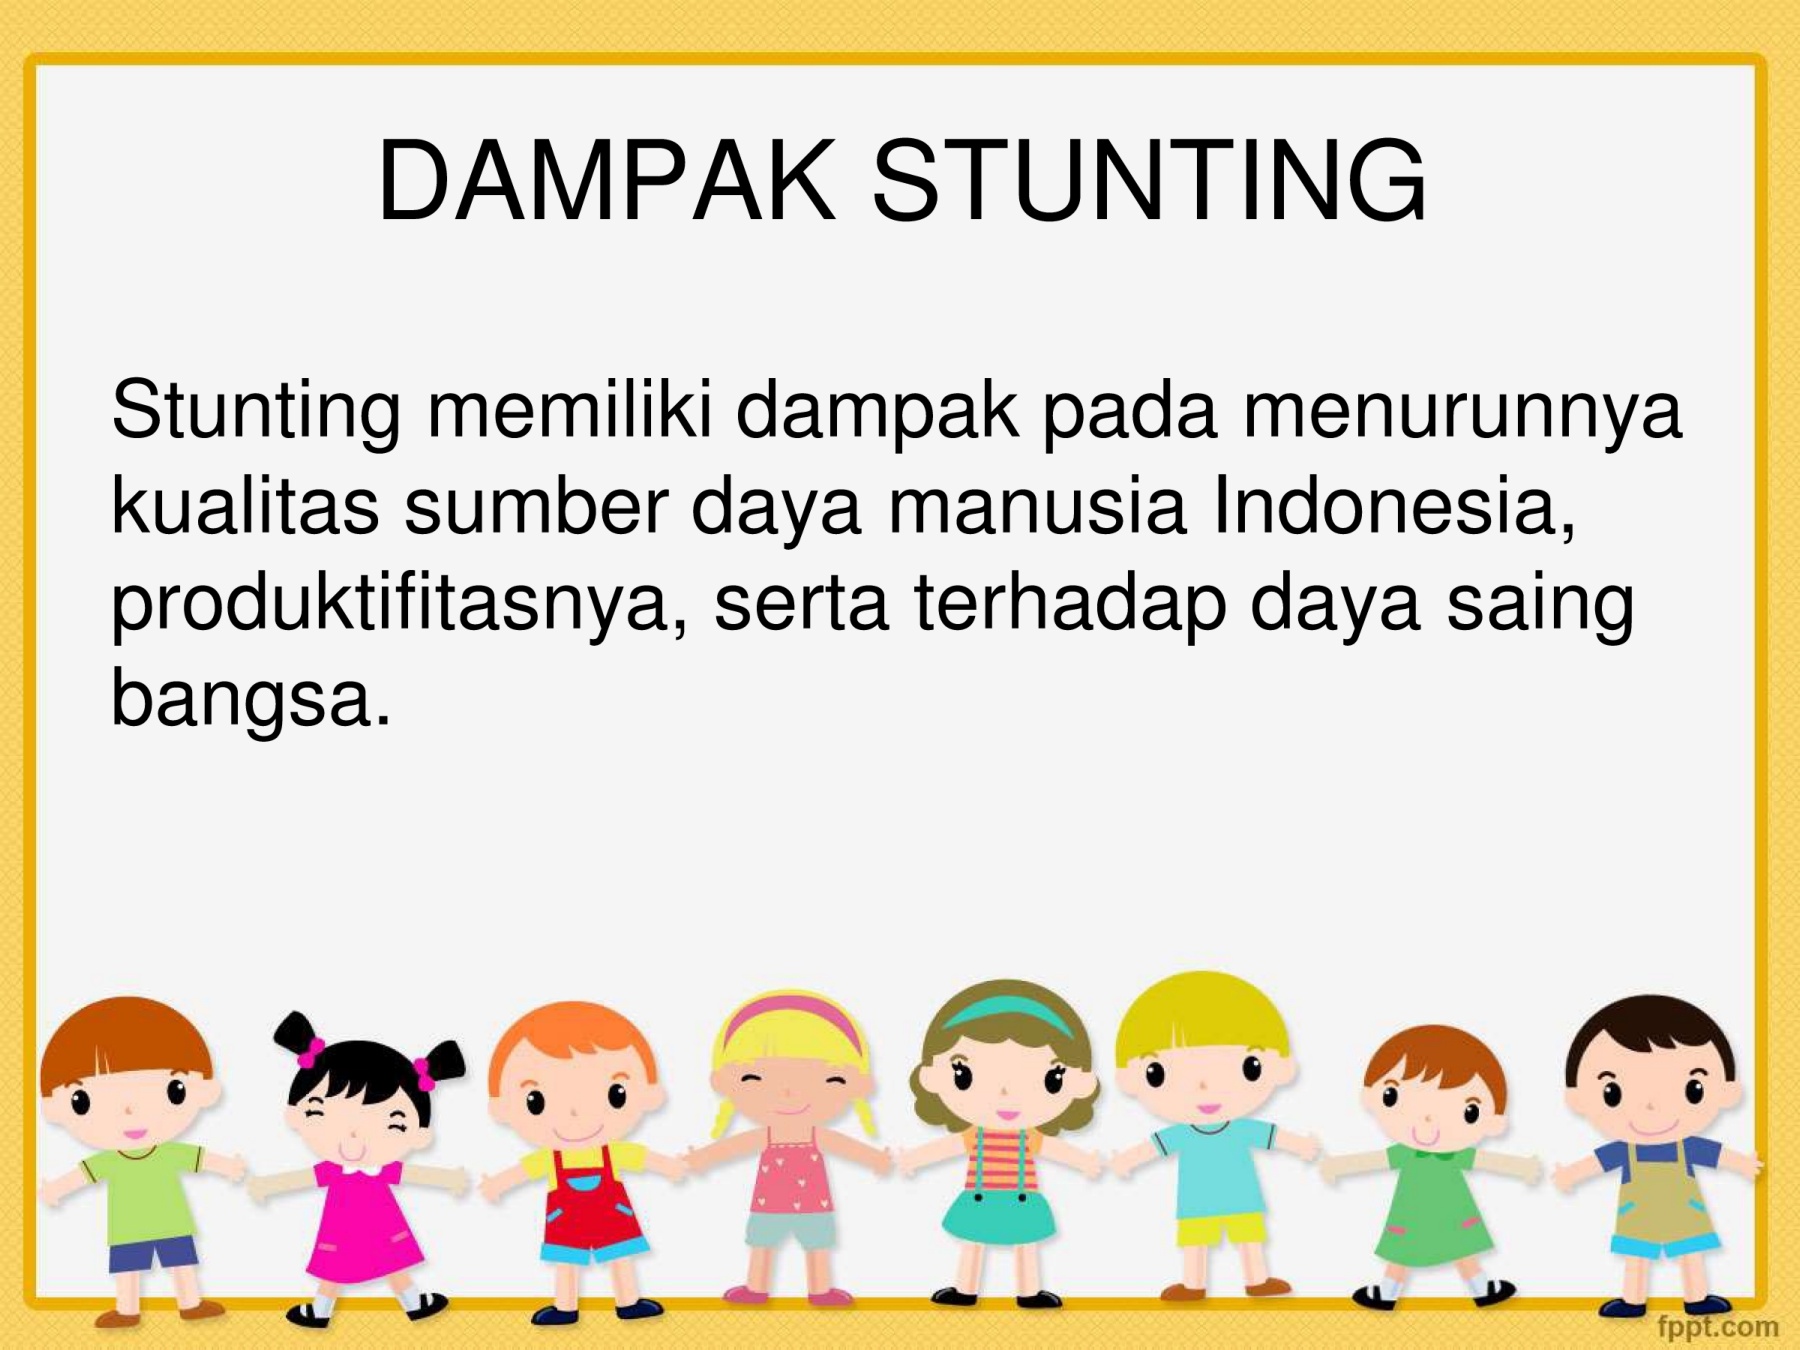 DAMPAK STUNTING
Stunting memiliki dampak pada menurunnya
kualitas sumber daya manusia Indonesia,
produktifitasnya, serta terhadap daya saing
bangsa.
fppt.com